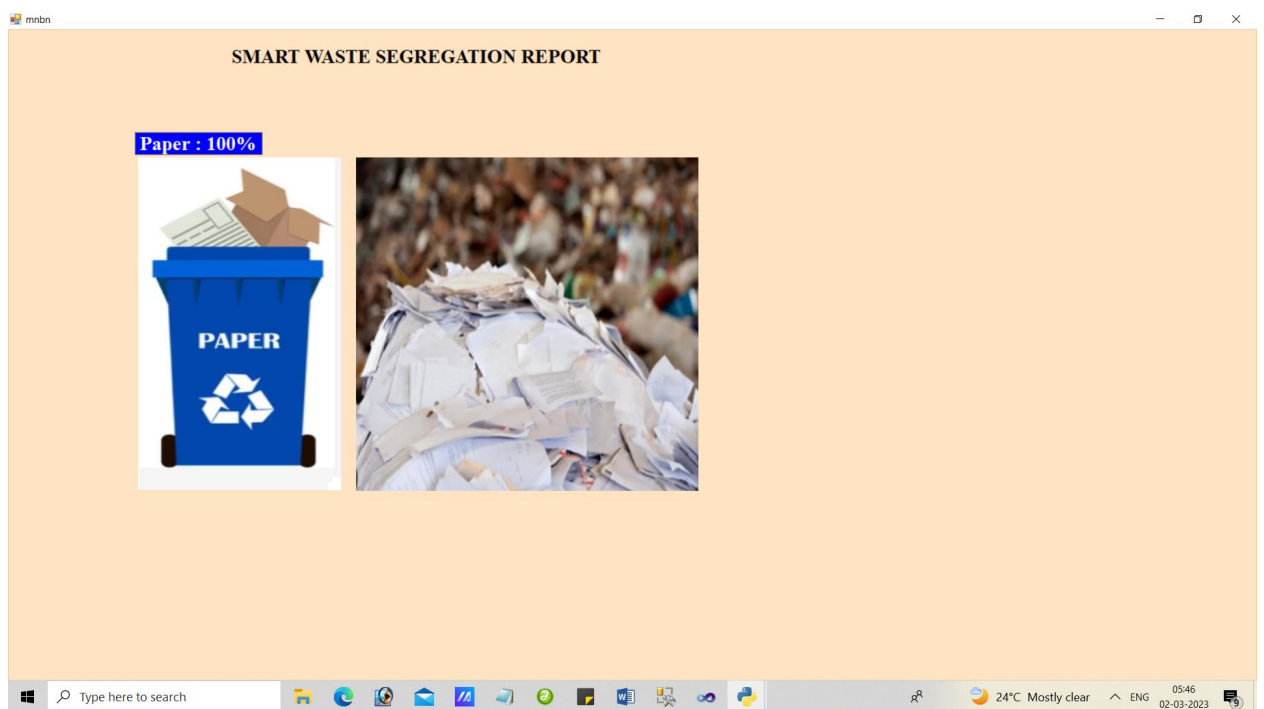 mnbn
SMART WASTE SEGREGATION REPORT
Paper : 100%
PAPER
Type here to search
24°C Mostly clear
ENG
05:46
02-03-2023
9